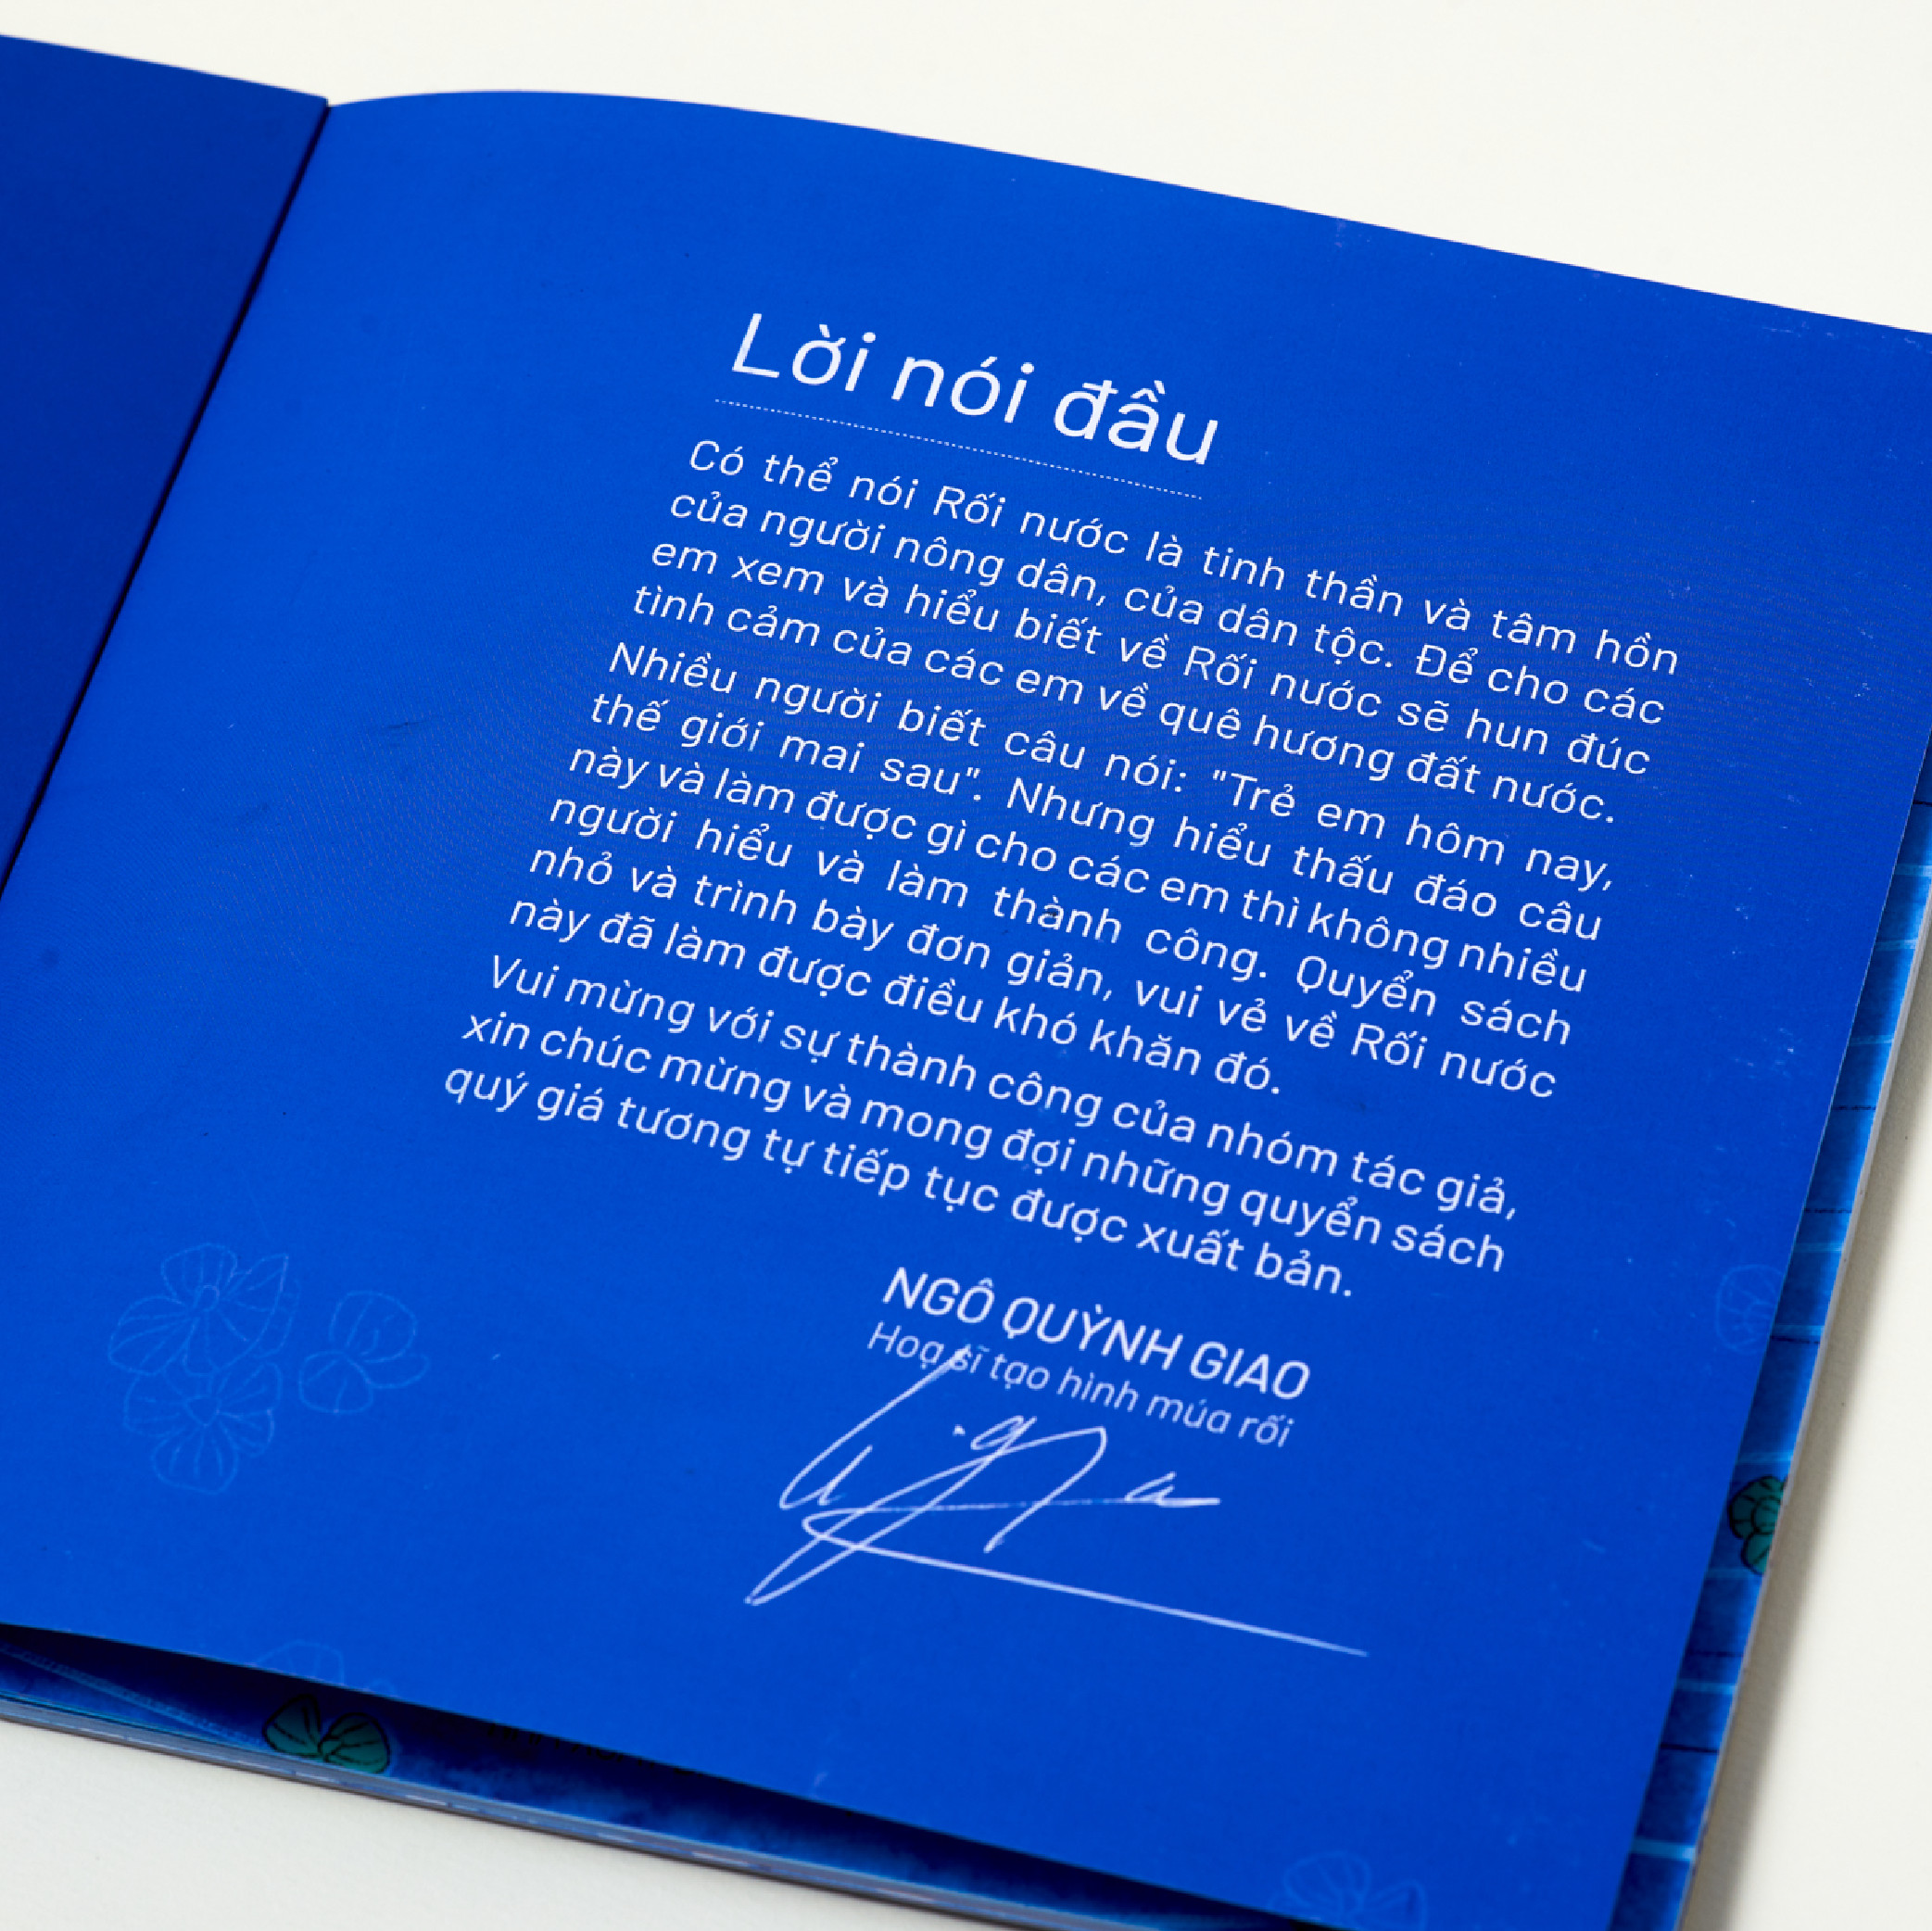 Lời nói đầu
Có thể nói Rối nước là tinh thần và tâm hồn
của người nông dân, của dân tộc. Để cho các
em xem và hiểu biết về Rối nước sẽ hun đúc
tình cảm của các em về quê hương đất nước.
Nhiều người biết câu nói: "Trẻ em hôm nay,
thế giới mai sau". Nhưng hiểu thấu đáo câu
này và làm được gì cho các em thì không nhiều
người hiểu và làm thành công. Quyển sách
nhỏ và trình bày đơn giản, vui vẻ về Rối nước
này đã làm được điều khó khăn đó.
Vui mừng với sự thành công của nhóm tác giả,
xin chúc mừng và mong đợi những quyển sách
quý giá tương tự tiếp tục được xuất bản.
NGÔ QUỲNH GIAO
Hoạ sĩ tạo hình múa rối